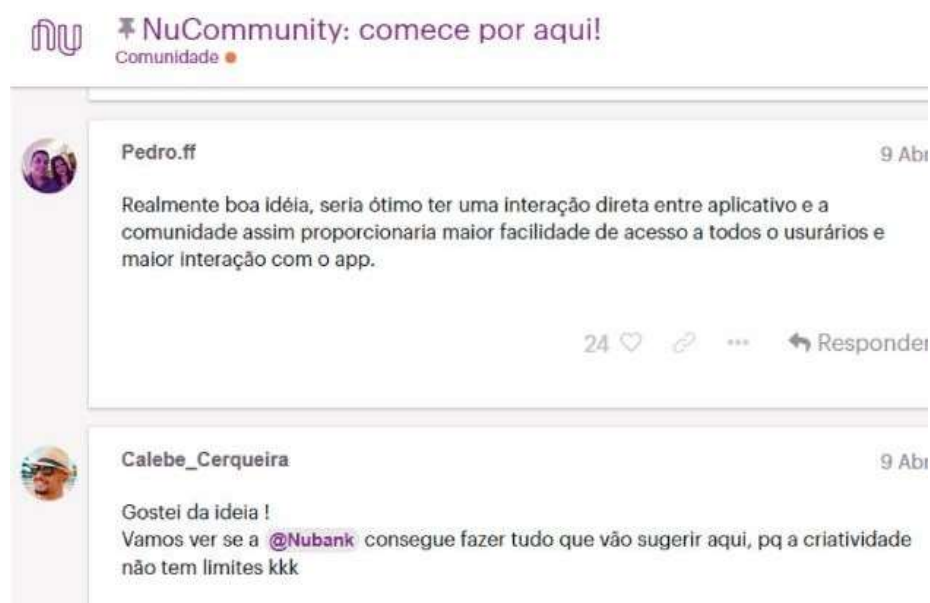 nu
NuCommunity: comece por aqui!
Comunidade
Pedro.ff
9 Abr
Realmente boa idéia, seria ótimo ter uma interação direta entre aplicativo e a
comunidade assim proporcionaria maior facilidade de acesso a todos o usurários e
maior interação com o app.
24
Responder
Calebe_Cerqueira
9 Abr
Gostei da ideia !
Vamos ver se a @Nubank consegue fazer tudo que vão sugerir aqui, pq a criatividade
não tem limites kkk